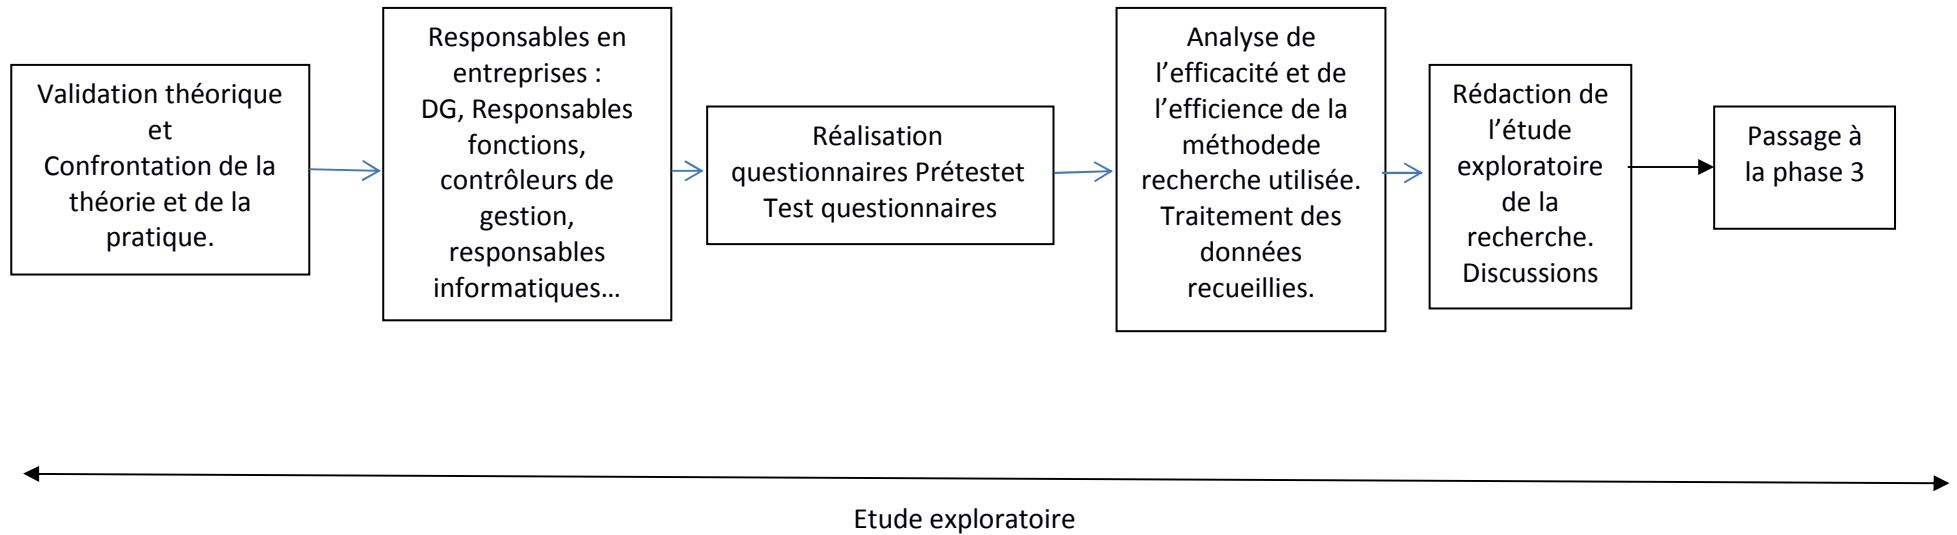 Validation théorique
et
Confrontation de la
théorie et de la
pratique.
Responsables en
entreprises :
DG, Responsables
fonctions,
contrôleurs de
gestion,
responsables
informatiques…
Réalisation
questionnaires Prétestet
Test questionnaires
Analyse de
l’efficacité et de
l’efficience de la
méthodede
recherche utilisée.
Traitement des
données
recueillies.
Rédaction de
l’étude
exploratoire
de la
recherche.
Discussions
Passage à
la phase 3
Etude exploratoire